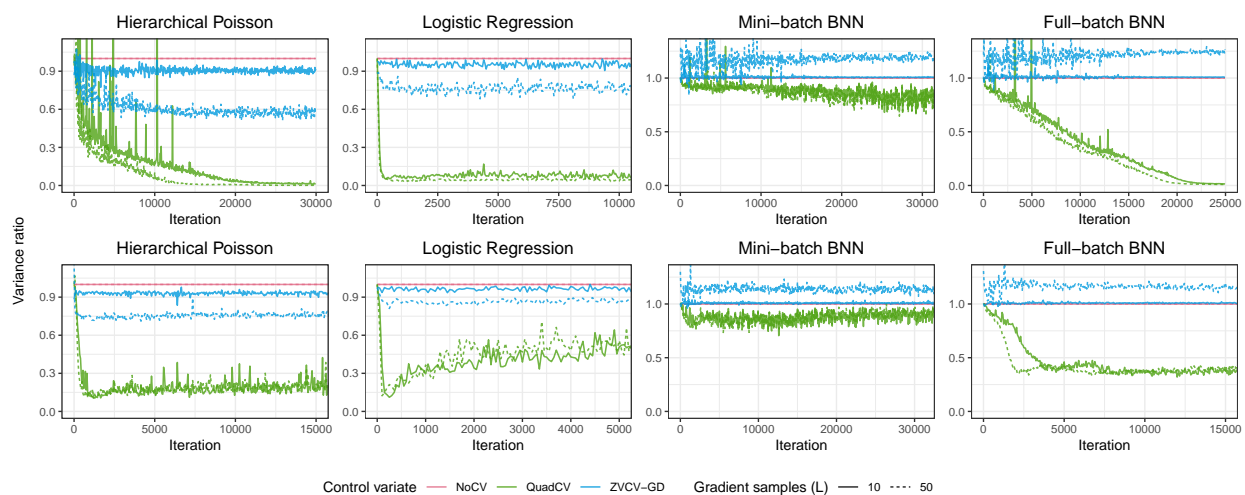 Hierarchical Poisson
Logistic Regression
Mini−batch BNN
Full−batch BNN
0.9
0.6
0.3
0.0
0.9
0.6
0.3
0.0
1.0
0.5
0.0
1.0
0.5
0.0
0 10000 20000 30000
0 2500 5000 7500 10000
0 10000 20000 30000
0 5000 10000 15000 20000 25000
Iteration
Iteration
Iteration
Iteration
Variance ratio
Hierarchical Poisson
Logistic Regression
Mini−batch BNN
Full−batch BNN
0.9
0.6
0.3
0.0
0.9
0.6
0.3
0.0
1.0
0.5
0.0
1.0
0.5
0.0
0 5000 10000 15000
0 1000 2000 3000 4000 5000
0 10000 20000 30000
0 5000 10000 15000
Iteration
Iteration
Iteration
Iteration
Control variate NoCV QuadCV ZVCV−GD Gradient samples (L) 10 50